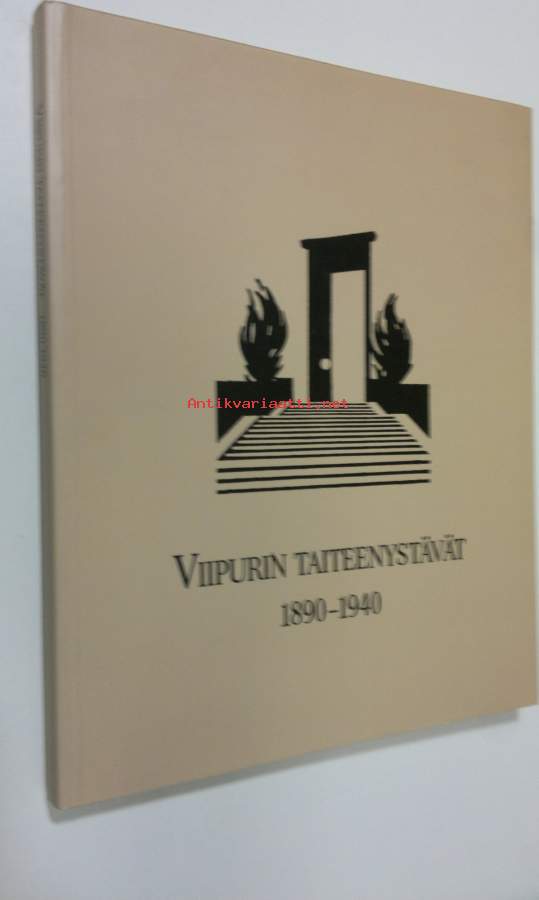 Antikvariaatti.net
VIIPURIN TAITEENYSTÄVÄT
1890–1940